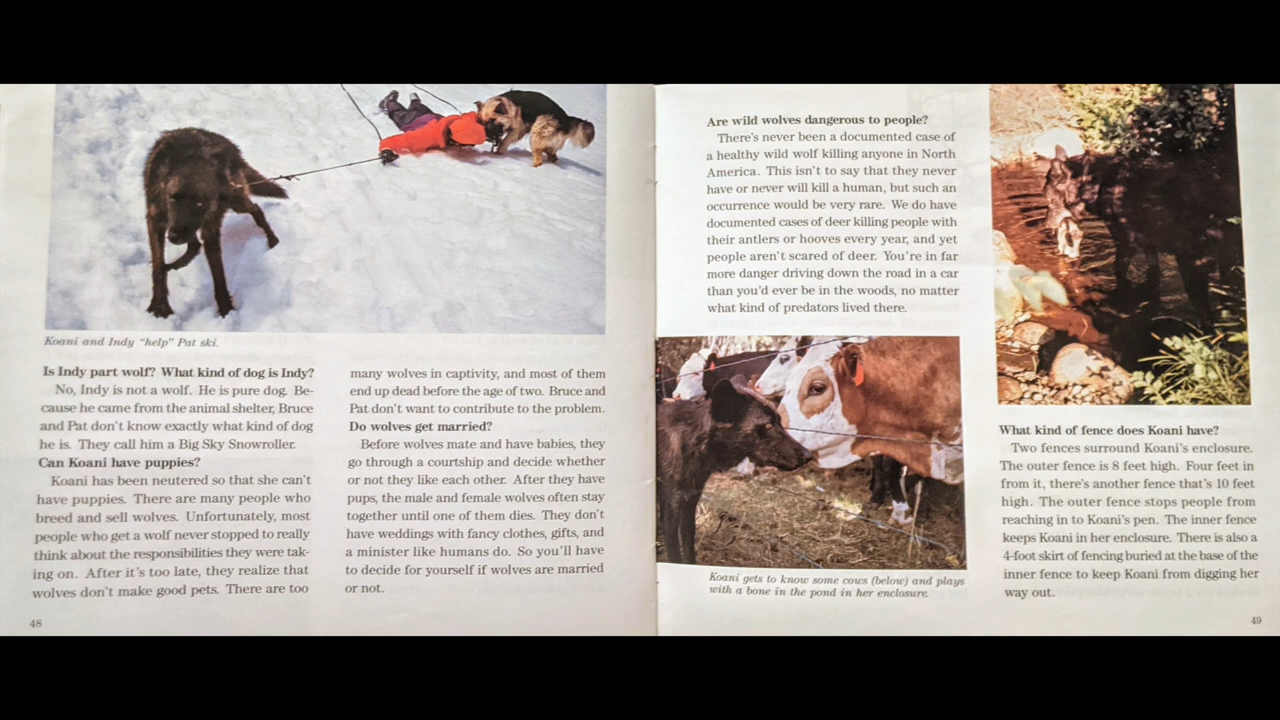 Koani and Indy “help” Pat ski.
Is Indy part wolf? What kind of dog is Indy?
No, Indy is not a wolf. He is pure dog. Be-
cause he came from the animal shelter, Bruce
and Pat don’t know exactly what kind of dog
he is. They call him a Big Sky Snowroller.
Can Koani have puppies?
Koani has been neutered so that she can’t
have puppies. There are many people who
breed and sell wolves. Unfortunately, most
people who get a wolf never stopped to really
think about the responsibilities they were tak-
ing on. After it’s too late, they realize that
wolves don’t make good pets. There are too
many wolves in captivity, and most of them
end up dead before the age of two. Bruce and
Pat don’t want to contribute to the problem.
Do wolves get married?
Before wolves mate and have babies, they
go through a courtship and decide whether
or not they like each other. After they have
pups, the male and female wolves often stay
together until one of them dies. They don’t
have weddings with fancy clothes, gifts, and
a minister like humans do. So you’ll have
to decide for yourself if wolves are married
or not.
48
Are wild wolves dangerous to people?
There’s never been a documented case of
a healthy wild wolf killing anyone in North
America. This isn’t to say that they never
have or never will kill a human, but such an
occurrence would be very rare. We do have
documented cases of deer killing people with
their antlers or hooves every year, and yet
people aren’t scared of deer. You’re in far
more danger driving down the road in a car
than you’d ever be in the woods, no matter
what kind of predators lived there.
Koani gets to know some cows (below) and plays
with a bone in the pond in her enclosure.
What kind of fence does Koani have?
Two fences surround Koani’s enclosure.
The outer fence is 8 feet high. Four feet in
from it, there’s another fence that’s 10 feet
high. The outer fence stops people from
reaching in to Koani’s pen. The inner fence
keeps Koani in her enclosure. There is also a
4-foot skirt of fencing buried at the base of the
inner fence to keep Koani from digging her
way out.
49